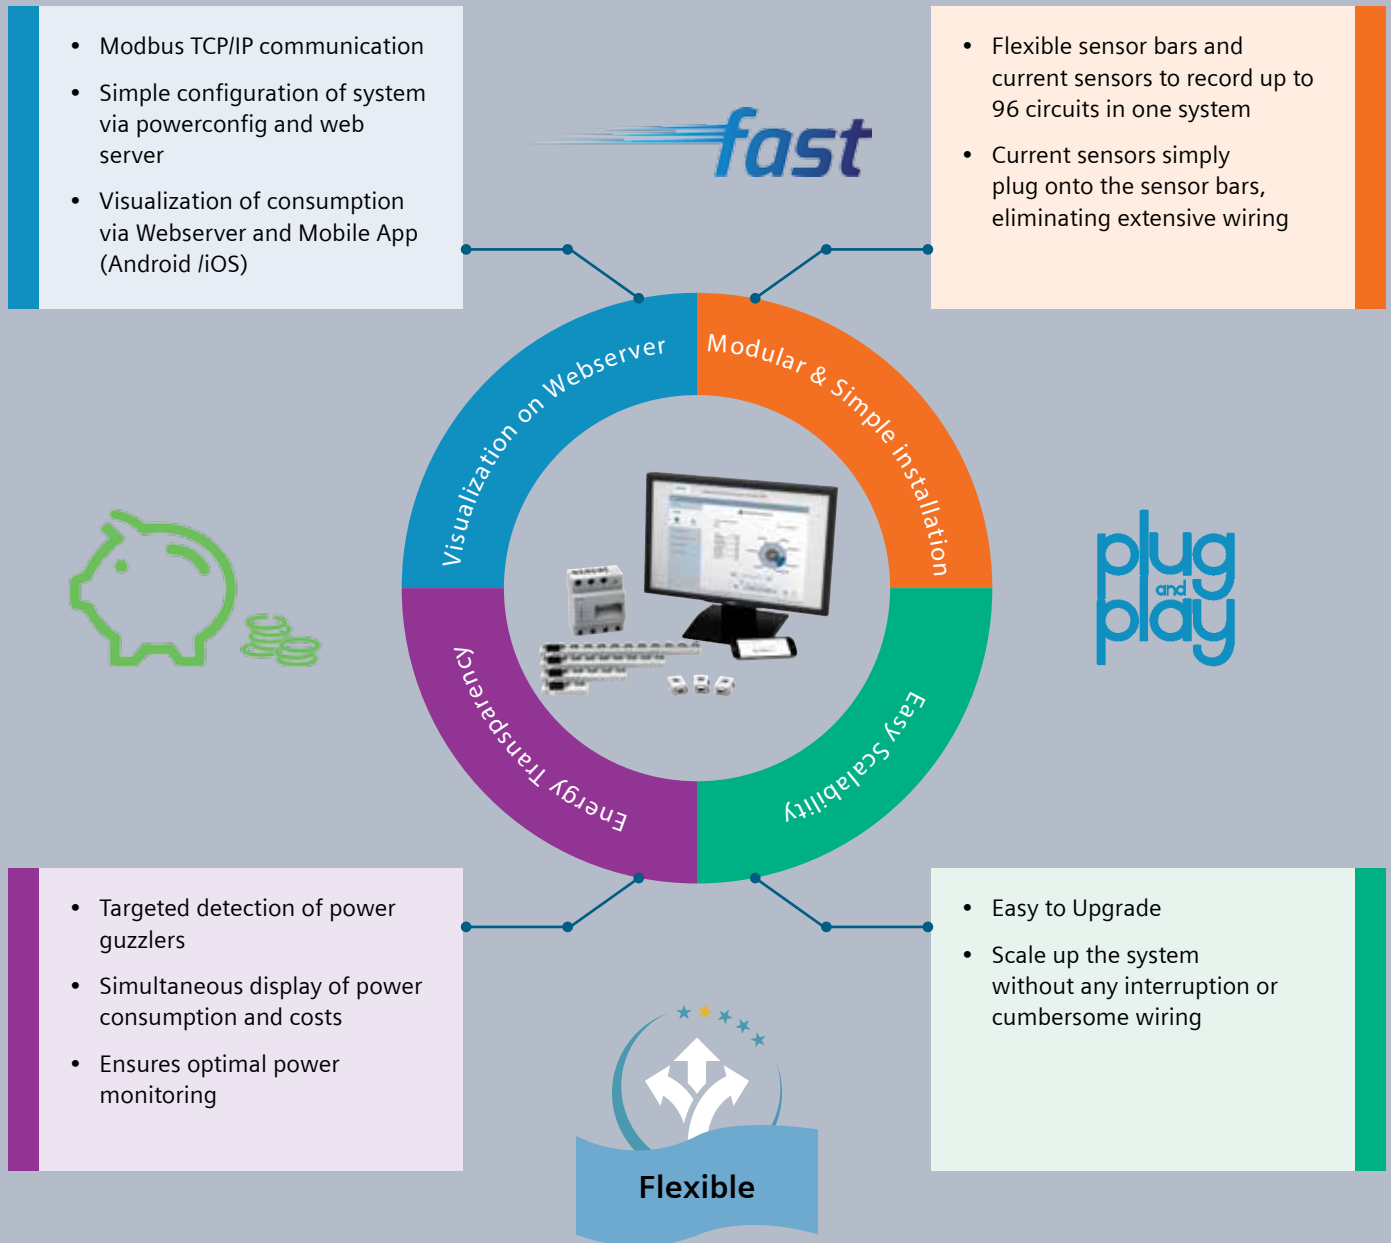 • Modbus TCP/IP communication
• Simple configuration of system
via powerconfig and web
server
• Visualization of consumption
via Webserver and Mobile App
(Android /iOS)
fast
• Flexible sensor bars and
current sensors to record up to
96 circuits in one system
• Current sensors simply
plug onto the sensor bars,
eliminating extensive wiring
Visualization on Webserver
Modular & Simple installation
plug
and
play
Energy Transparency
Easy Scalability
• Targeted detection of power
guzzlers
• Simultaneous display of power
consumption and costs
• Ensures optimal power
monitoring
• Easy to Upgrade
• Scale up the system
without any interruption or
cumbersome wiring
Flexible